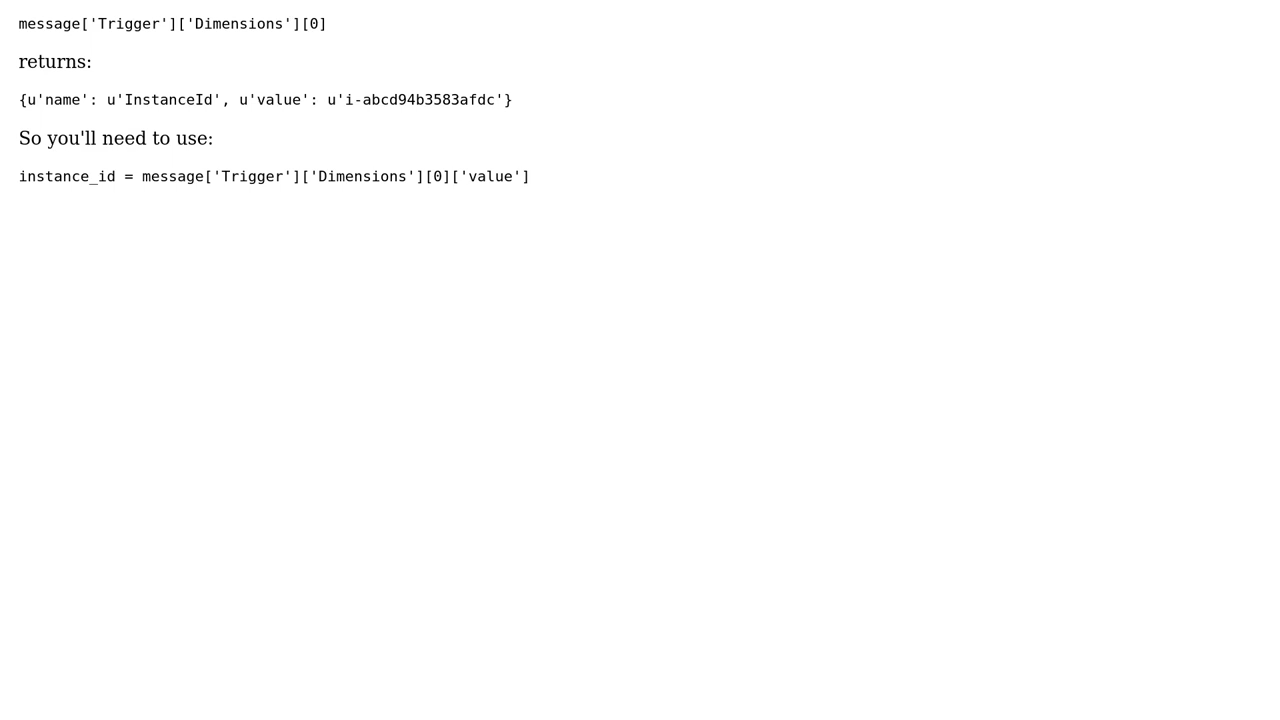 message['Trigger']['Dimensions'][0]
returns:
{u'name': u'InstanceId', u'value': u'i-abcd94b3583afdc'}
So you'll need to use:
instance_id = message['Trigger']['Dimensions'][0]['value']